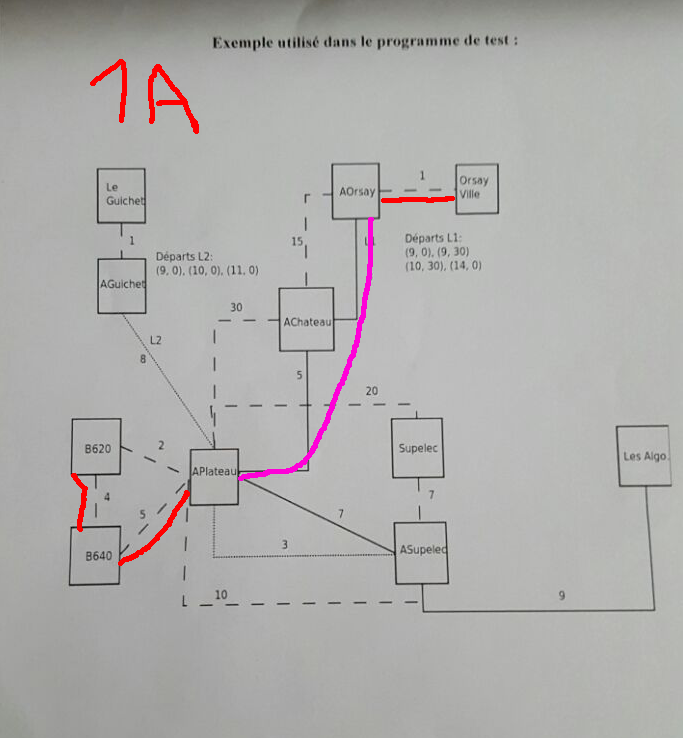 Exemple utilisé dans le programme de test :
1A
Le
Guichet
1
AGuichet
Départs L2:
(9, 0), (10, 0), (11, 0)
L2
8
AOrsay
1
Orsay
Ville
15
Départs L1:
(9, 0), (9, 30)
(10, 30), (14, 0)
30
AChateau
5
20
B620
2
APlateau
Supelec
Les Algo.
4
5
7
7
B640
3
ASupelec
10
9